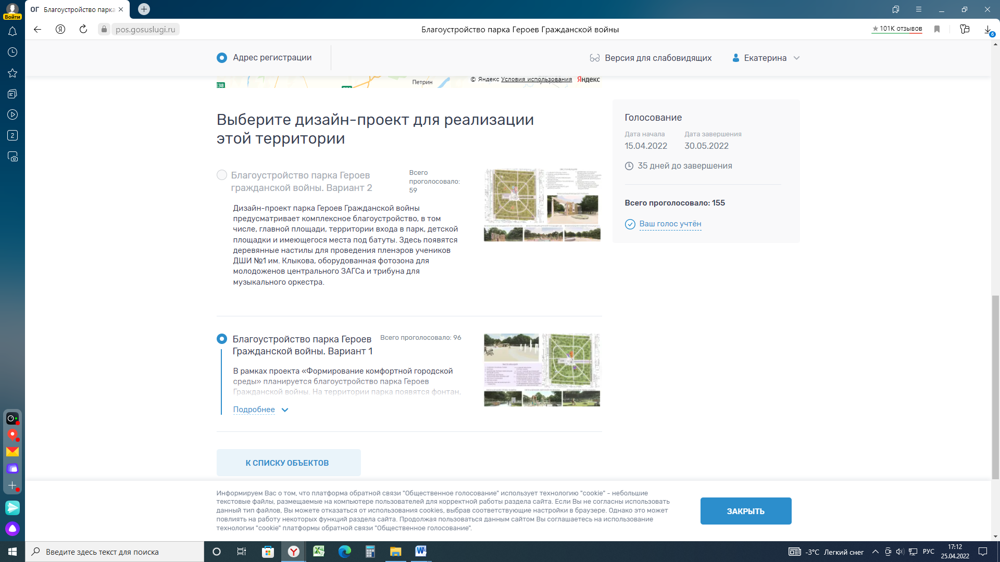 Войти
ОГ Благоустройство парка
pos.gosuslugi.ru
Благоустройство парка Героев Гражданской войны
★101К отзывов
6
2
Адрес регистрации
Версия для слабовидящих
Екатерина
E38
Петрин
© Яндекс Условия использования Яндекс
Выберите дизайн-проект для реализации
этой территории
Благоустройство парка Героев
гражданской войны. Вариант 2
Всего
проголосовало:
59
Дизайн-проект парка Героев Гражданской войны
предусматривает комплексное благоустройство, в том
числе, главной площади, территории входа в парк, детской
площадки и имеющегося места под батуты. Здесь появятся
деревянные настилы для проведения пленэров учеников
ДШИ №1 им. Клыкова, оборудованная фотозона для
молодоженов центрального ЗАГСа и трибуна для
музыкального оркестра.
Голосование
Дата начала
Дата завершения
15.04.2022
30.05.2022
35 дней до завершения
Всего проголосовало: 155
Ваш голос учтён
Благоустройство парка Героев
Гражданской войны. Вариант 1
Всего проголосовало: 96
В рамках проекта «Формирование комфортной городской
среды» планируется благоустройство парка Героев
Гражданской войны. На территории парка появятся фонтан,
Подробнее
К СПИСКУ ОБЪЕКТОВ
Информируем Вас о том, что платформа обратной связи "Общественное голосование" использует технологию "cookie" - небольшие
текстовые файлы, размещаемые на компьютере пользователей для корректной работы раздела сайта. Если Вы не согласны использовать
данный тип файлов, Вы можете отказаться от использования cookies, выбрав соответствующие настройки в браузере. Однако это может
повлиять на работу некоторых функций раздела сайта. Продолжая пользоваться данным сайтом Вы соглашаетесь на использование
технологии "cookie" платформы обратной связи "Общественное голосование".
ЗАКРЫТЬ
Введите здесь текст для поиска
-3°C Легкий снег
РУС
17:12
25.04.2022